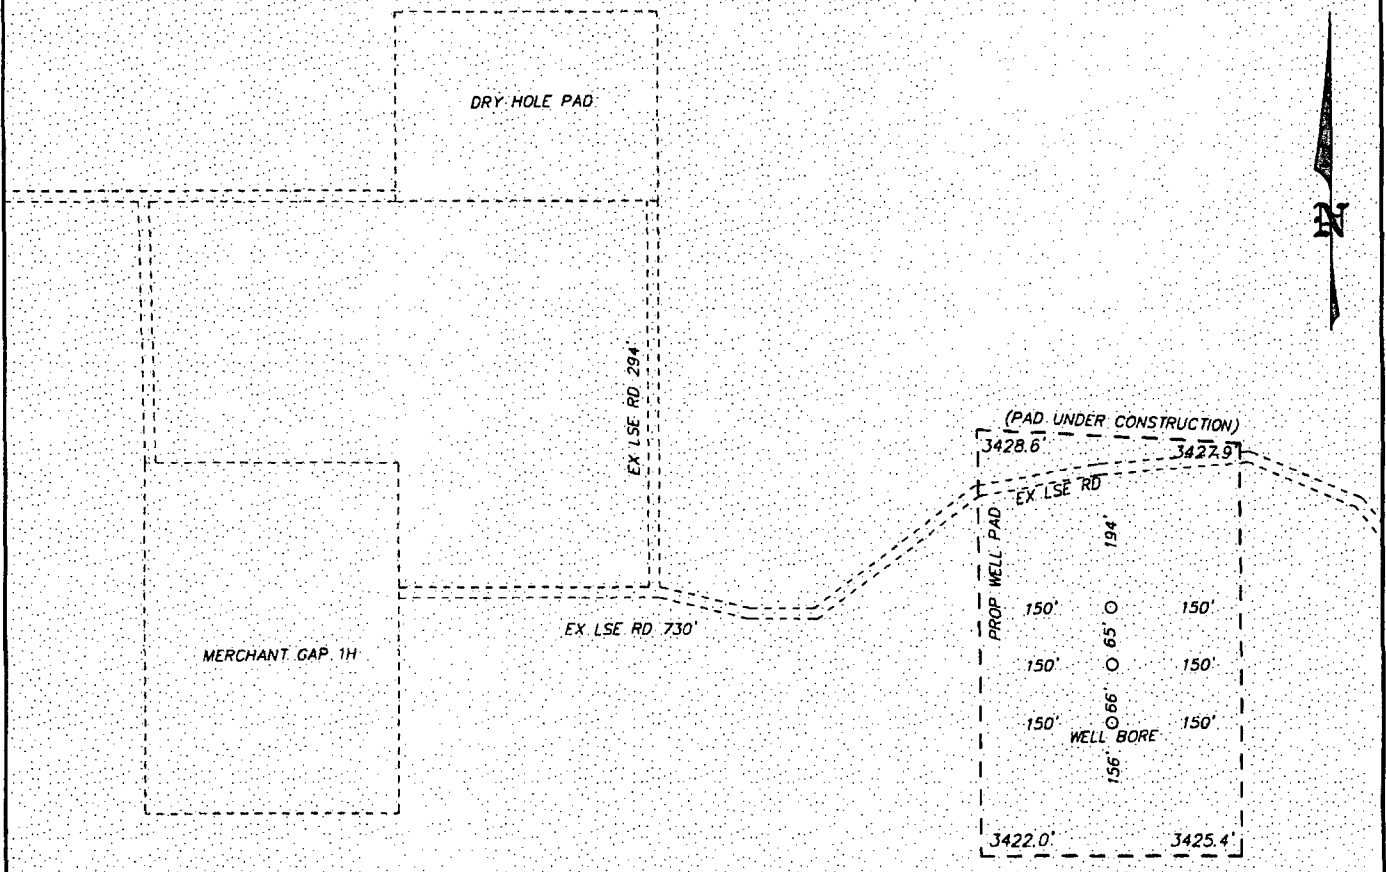 DRY HOLE PAD
N
EX LSE RD 294'
(PAD UNDER CONSTRUCTION)
3428.6'
3427.9'
EX LSE RD
PROP WELL PAD
194'
150'
150'
65'
150'
150'
66'
150'
150'
WELL BORE
156'
3422.0'
3425.4'
EX LSE RD 730'
MERCHANT GAP 1H